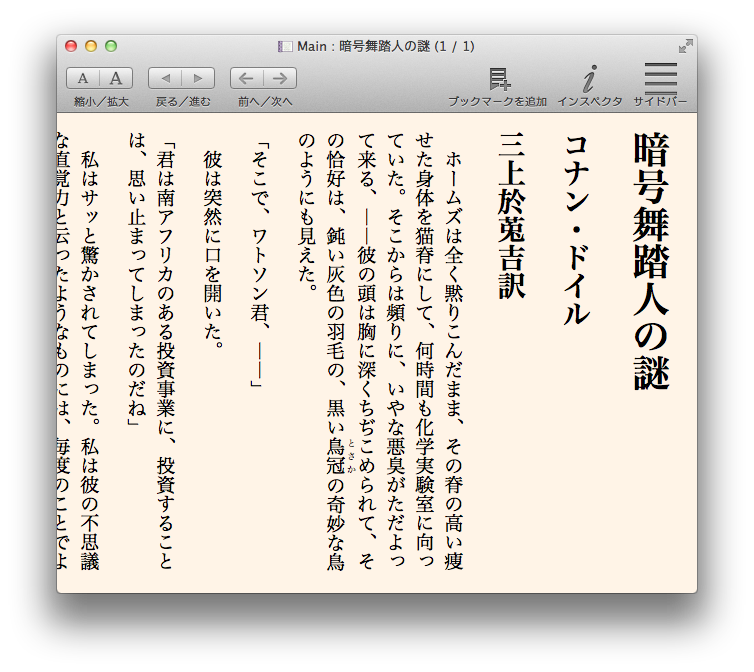 Main : 暗号舞踏人の謎 (1 / 1)
A A
縮小／拡大
戻る／進む
前へ／次へ
ブックマークを追加
インスペクタ
サイドバー
暗号舞踏人の謎
コナン・ドイル
三上於菟吉訳
ホームズは全く黙りこんだまま、その脊の高い痩
せた身体を猫脊にして、何時間も化学実験室に向っ
ていた。そこからは頻りに、いやな悪臭がただよっ
て来る、――彼の頭は胸に深くちぢこめられて、そ
の恰好は、鈍い灰色の羽毛の、黒い鳥冠の奇妙な鳥
とさか
のようにも見えた。
「そこで、ワトソン君、――」
彼は突然に口を開いた。
「君は南アフリカのある投資事業に、投資すること
は、思い止まってしまったのだね」
私はサッと驚かされてしまった。私は彼の不思議
な直覚力と云ったようなものには、毎度のことでよ